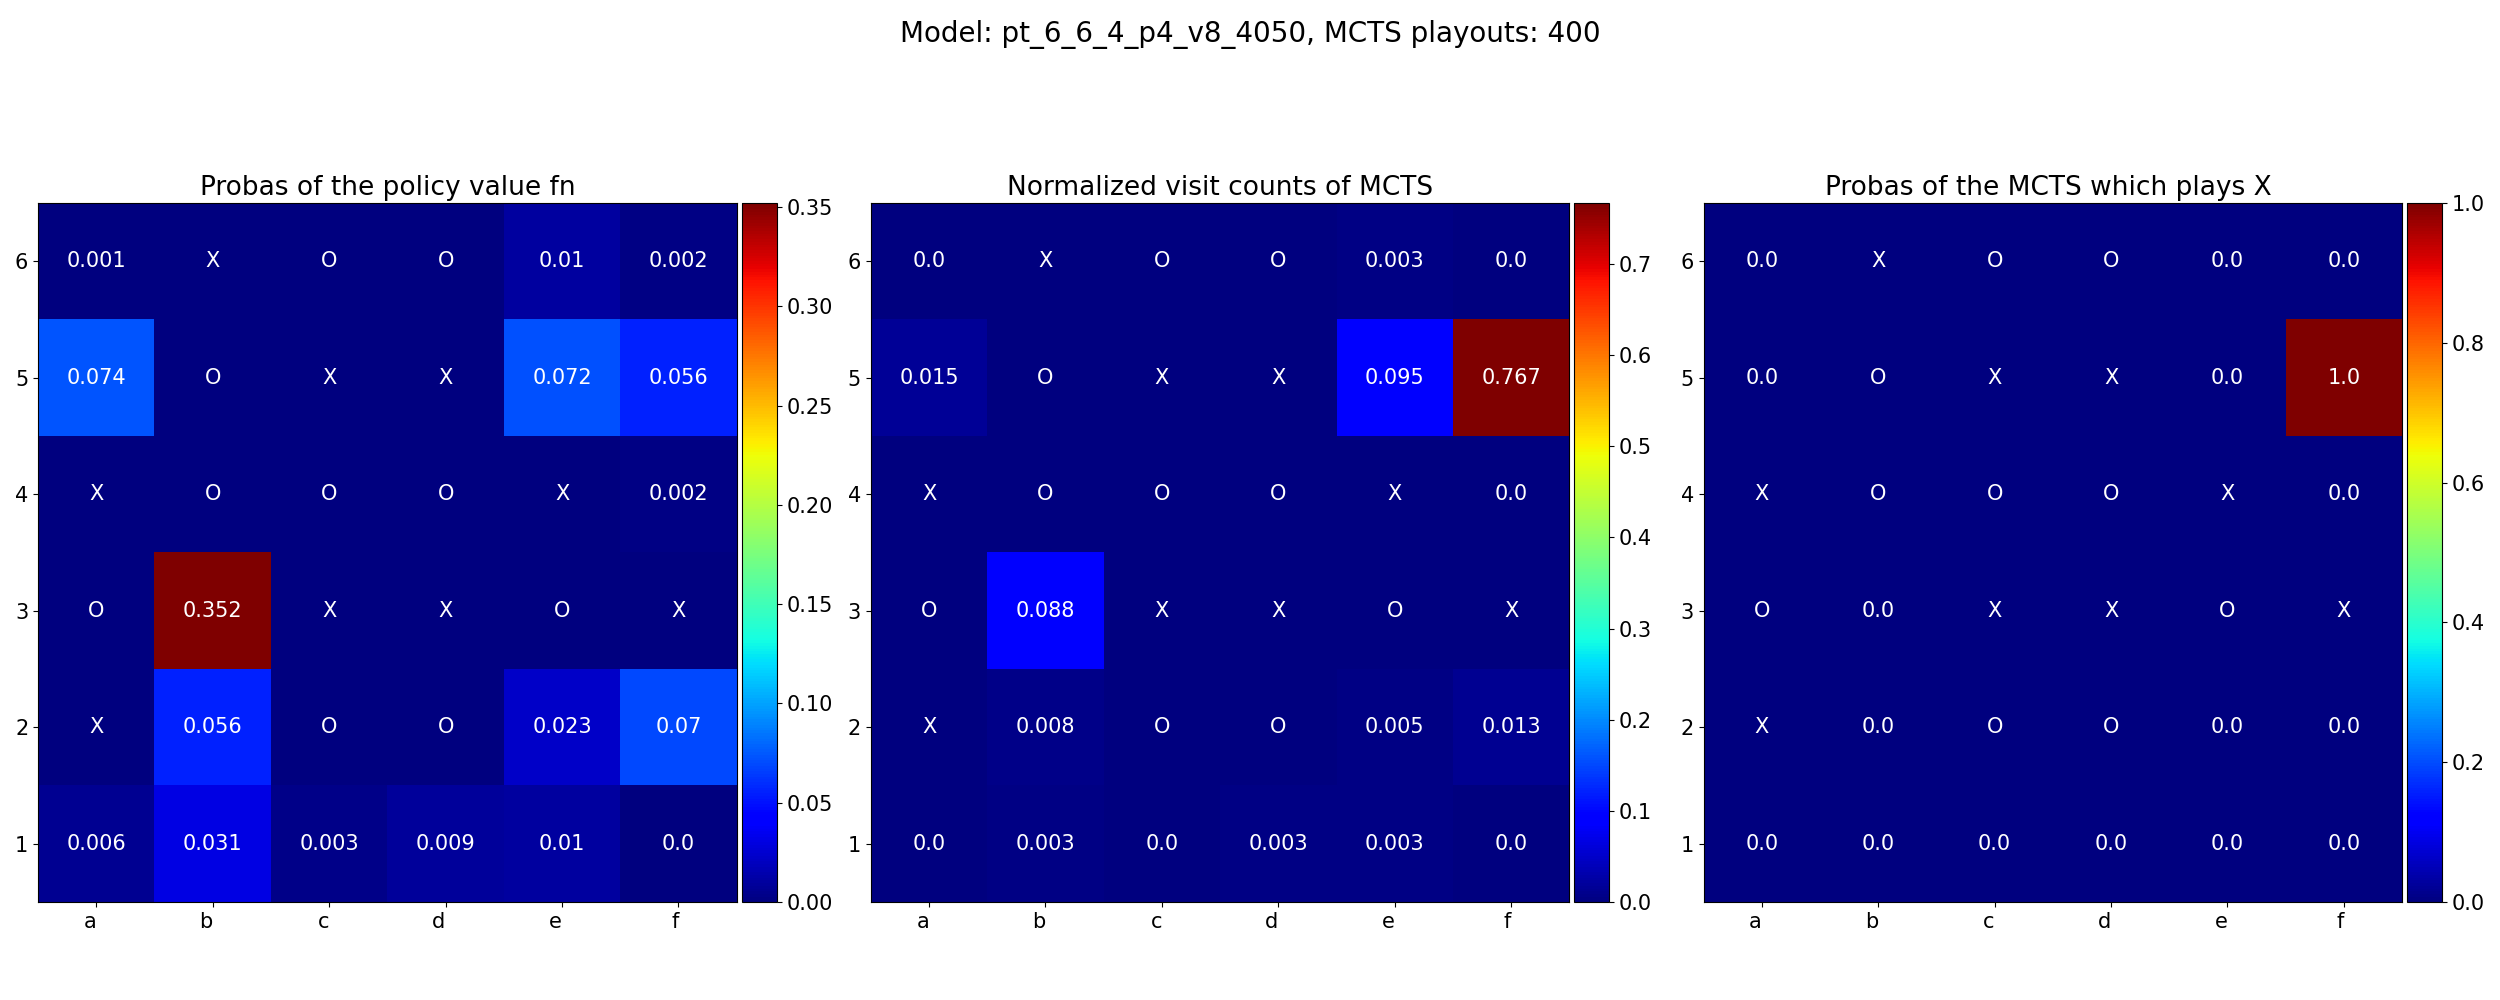 Model: pt_6_6_4_p4_v8_4050, MCTS playouts: 400
Probas of the policy value fn
6 0.001 X O O 0.01 0.002
5 0.074 O X X 0.072 0.056
4 X O O O X 0.002
3 O 0.352 X X O X
2 X 0.056 O O 0.023 0.07
1 0.006 0.031 0.003 0.009 0.01 0.0
a b c d e f
0.35
0.30
0.25
0.20
0.15
0.10
0.05
0.00
Normalized visit counts of MCTS
6 0.0 X O O 0.003 0.0
5 0.015 O X X 0.095 0.767
4 X O O O X 0.0
3 O 0.088 X X O X
2 X 0.008 O O 0.005 0.013
1 0.0 0.003 0.0 0.003 0.003 0.0
a b c d e f
0.7
0.6
0.5
0.4
0.3
0.2
0.1
0.0
Probas of the MCTS which plays X
6 0.0 X O O 0.0 0.0
5 0.0 O X X 0.0 1.0
4 X O O O X 0.0
3 O 0.0 X X O X
2 X 0.0 O O 0.0 0.0
1 0.0 0.0 0.0 0.0 0.0 0.0
a b c d e f
1.0
0.8
0.6
0.4
0.2
0.0